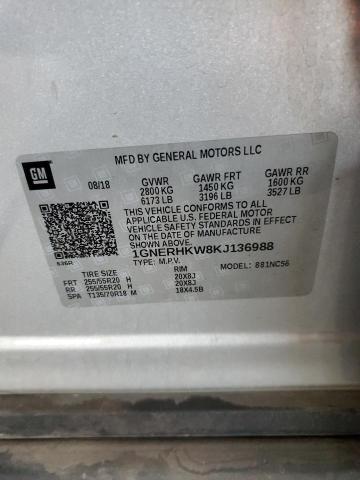 GM
MFD BY GENERAL MOTORS LLC
08/18 GVWR GAWR FRT GAWR RR
2800 KG 1450 KG 1600 KG
6173 LB 3196 LB 3527 LB
THIS VEHICLE CONFORMS TO ALL
APPLICABLE U.S. FEDERAL MOTOR
VEHICLE SAFETY STANDARDS IN EFFECT
ON THE DATE OF MANUFACTURE SHOWN ABOVE
1GNERHKW8KJ136988
TYPE: M.P.V. MODEL: 881NC56
TIRE SIZE RIM
FRT 255/55R20 H 20X8J
RR 255/55R20 H 20X8J
SPA T135/70R18 M 18X4.5B